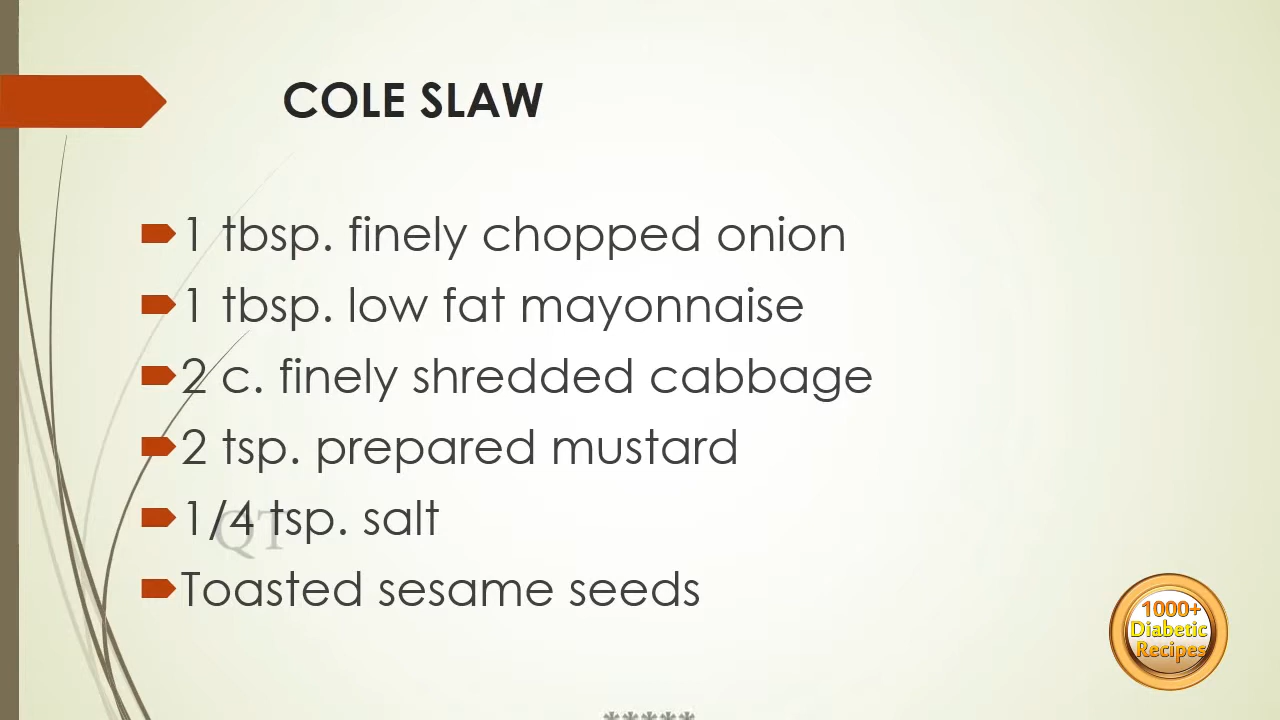 COLE SLAW
1 tbsp. finely chopped onion
1 tbsp. low fat mayonnaise
2 c. finely shredded cabbage
2 tsp. prepared mustard
1/4 tsp. salt
QT
Toasted sesame seeds
1000+
Diabetic
Recipes
*****